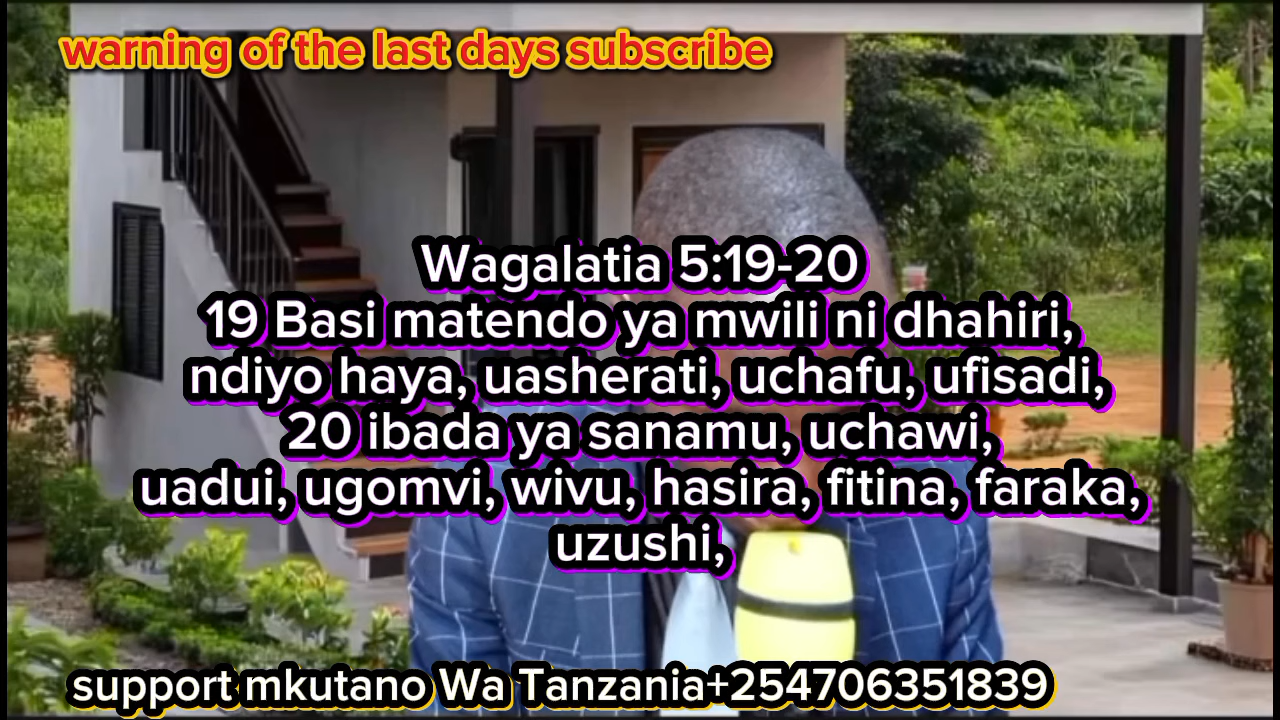 warning of the last days subscribe
Wagalatia 5:19-20
19 Basi matendo ya mwili ni dhahiri,
ndiyo haya, uasherati, uchafu, ufisadi,
20 ibada ya sanamu, uchawi,
uadui, ugomvi, wivu, hasira, fitina, faraka,
uzushi,
support mkutano Wa Tanzania+254706351839